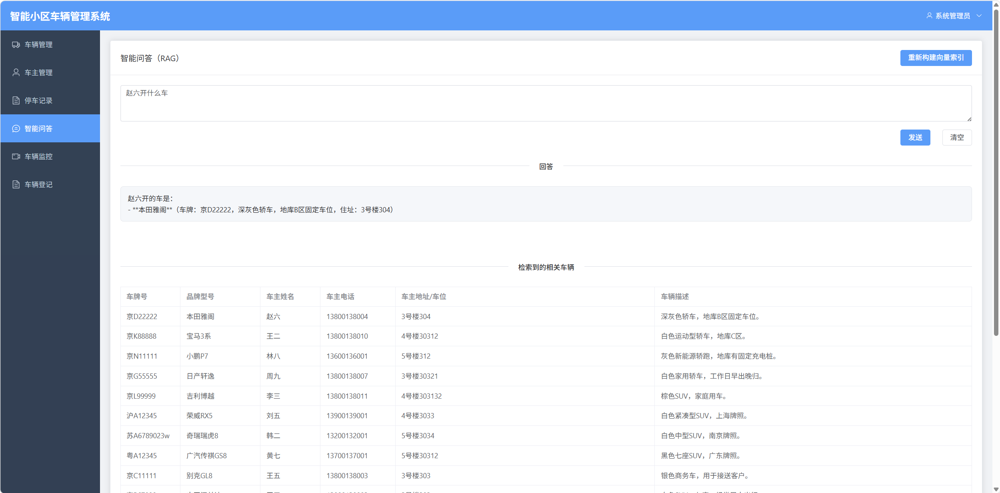 智能小区车辆管理系统
系统管理员
车辆管理
车主管理
停车记录
智能问答
车辆监控
车辆登记
智能问答（RAG）
重新构建向量索引
赵六开什么车
发送 清空
回答
赵六开的车是：
- **本田雅阁**（车牌：京D22222，深灰色轿车，地库B区固定车位，住址：3号楼304）
检索到的相关车辆
车牌号 品牌型号 车主姓名 车主电话 车主地址/车位 车辆描述
京D22222 本田雅阁 赵六 13800138004 3号楼304 深灰色轿车，地库B区固定车位。
京K88888 宝马3系 王二 13800138010 4号楼30312 白色运动型轿车，地库C区。
京N11111 小鹏P7 林八 13600136001 5号楼312 灰色新能源轿跑，地库有固定充电桩。
京G55555 日产轩逸 周九 13800138007 3号楼30321 白色家用轿车，工作日早出晚归。
京L99999 吉利博越 李三 13800138011 4号楼303132 棕色SUV，家庭用车。
沪A12345 荣威RX5 刘五 13900139001 4号楼3033 白色紧凑型SUV，上海牌照。
苏A6789023w 奇瑞瑞虎8 韩二 13200132001 5号楼3034 白色中型SUV，南京牌照。
粤A12345 广汽传祺GS8 黄七 13700137001 5号楼30312 黑色七座SUV，广东牌照。
京C11111 别克GL8 王五 13800138003 3号楼303 银色商务车，用于接送客户。